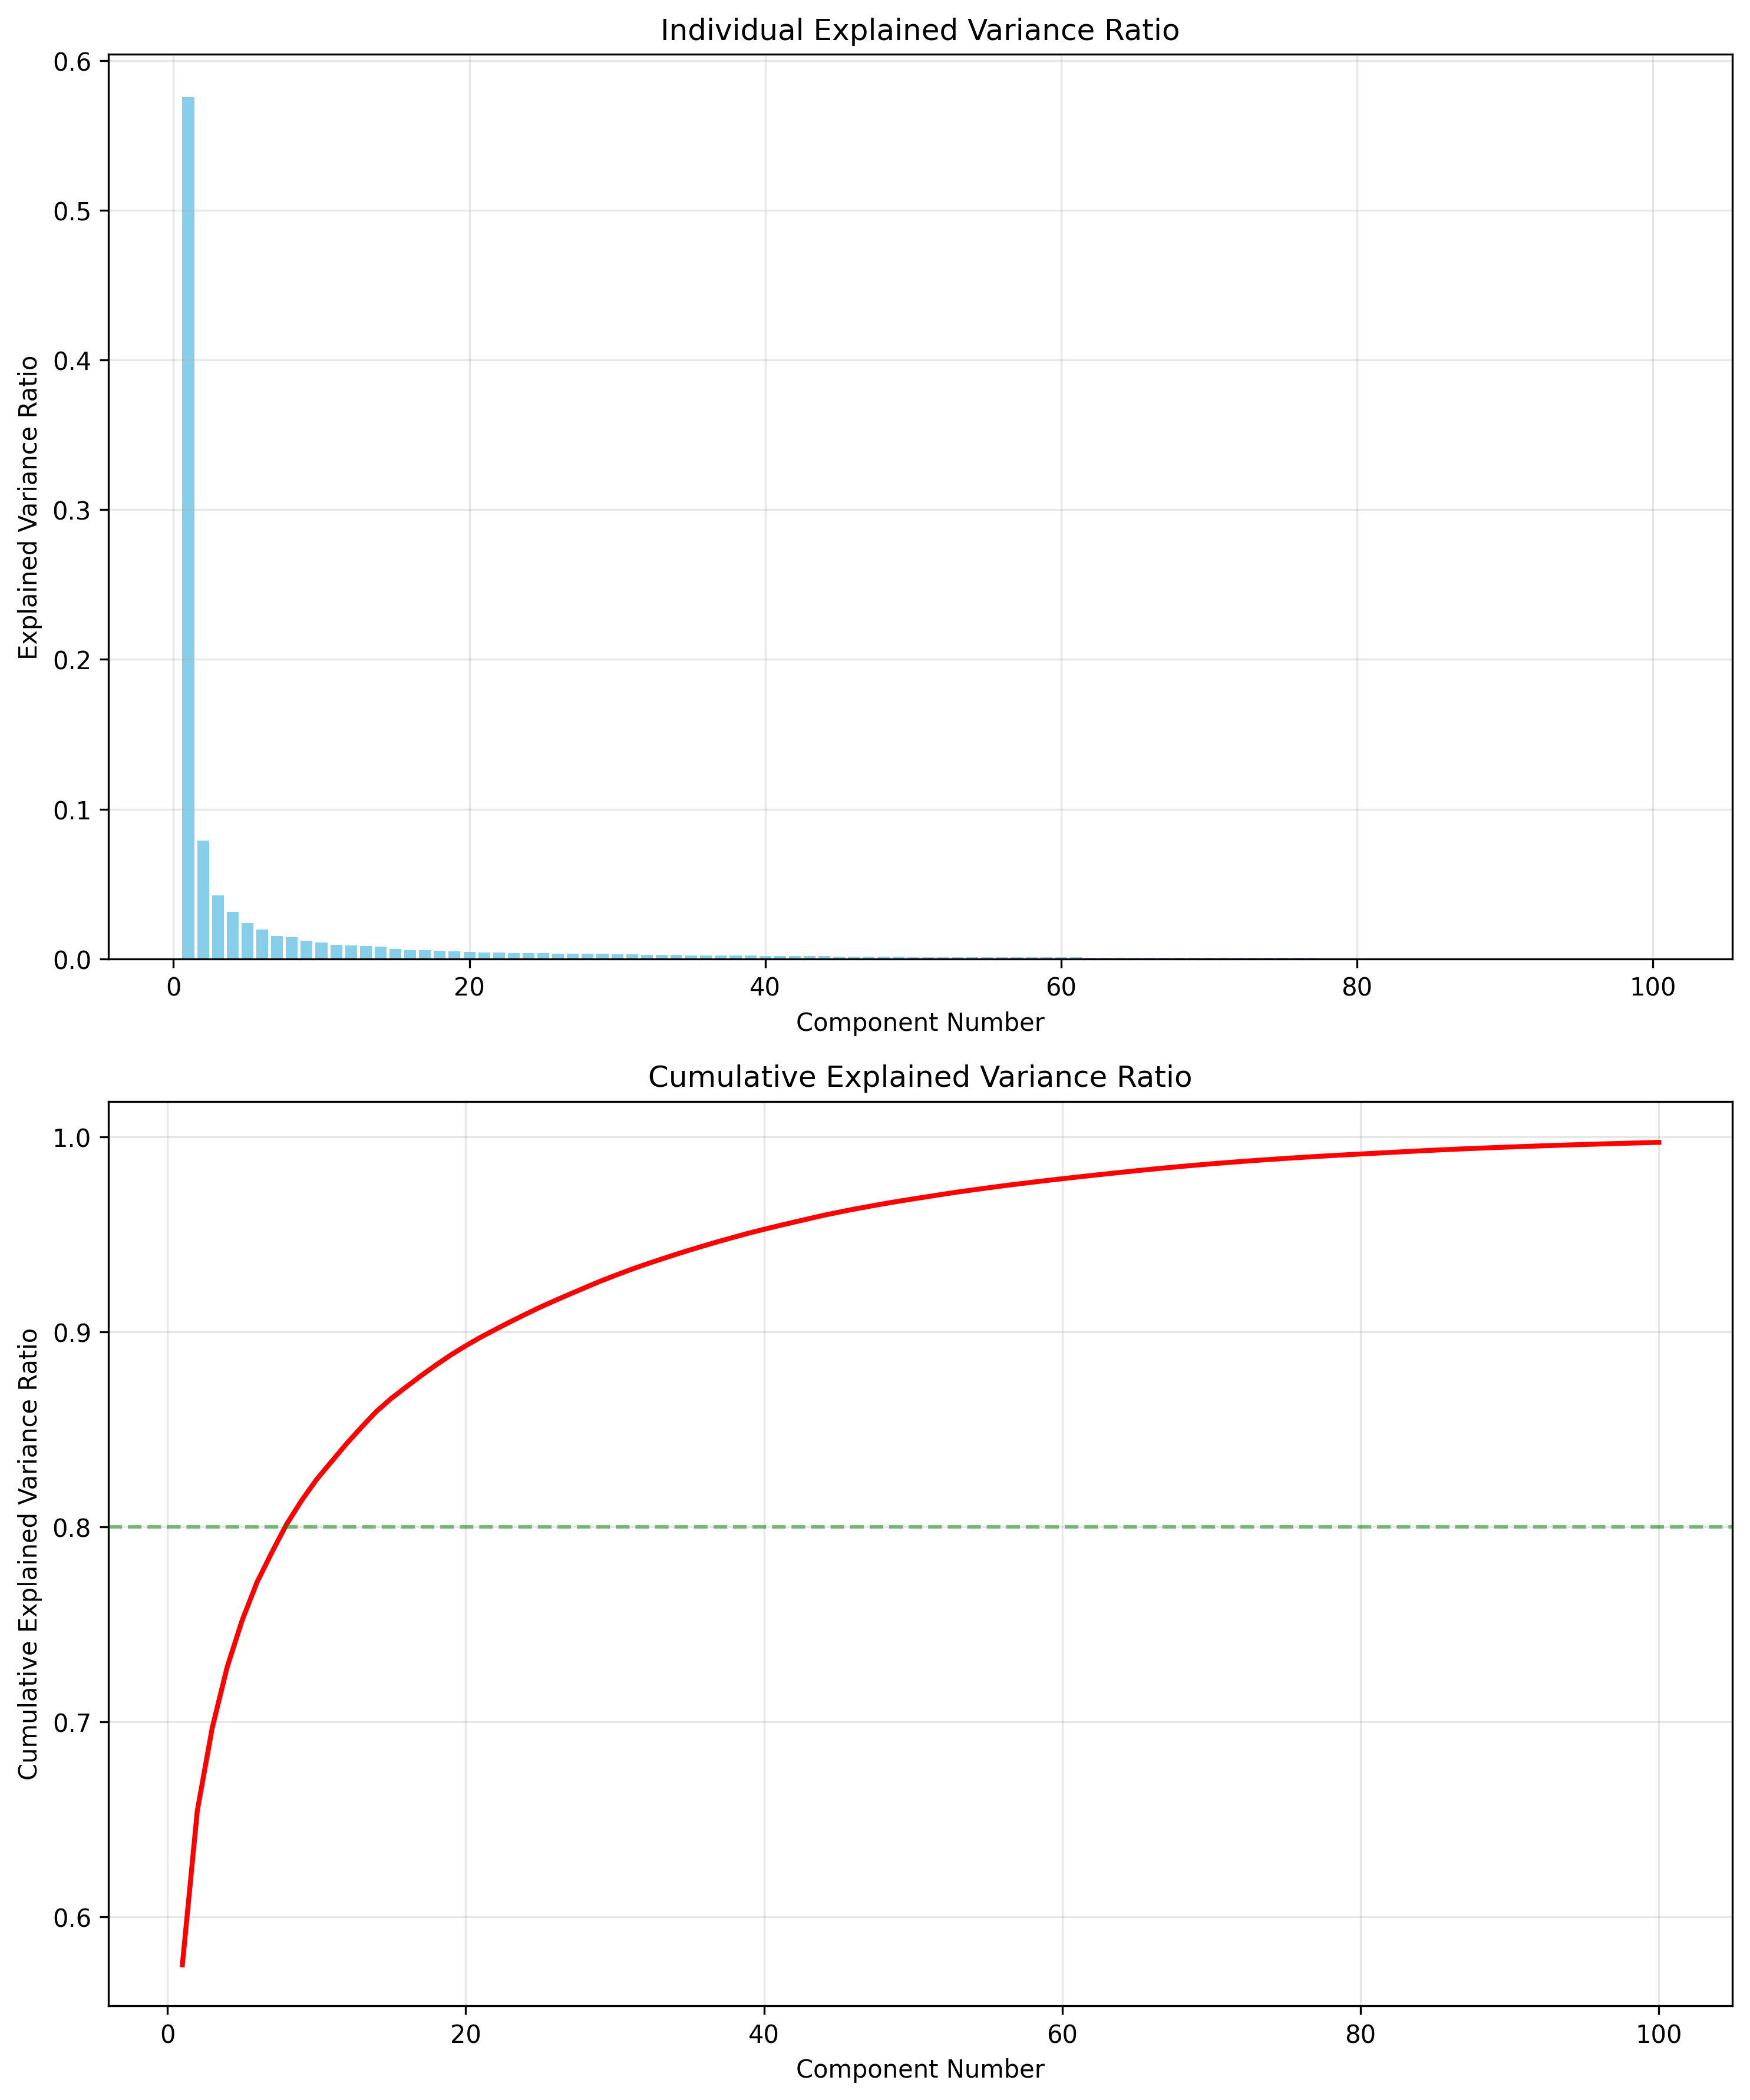 Individual Explained Variance Ratio
0.6
0.5
0.4
0.3
0.2
0.1
0.0
Explained Variance Ratio
0 20 40 60 80 100
Component Number
Cumulative Explained Variance Ratio
1.0
0.9
0.8
0.7
0.6
Cumulative Explained Variance Ratio
0 20 40 60 80 100
Component Number